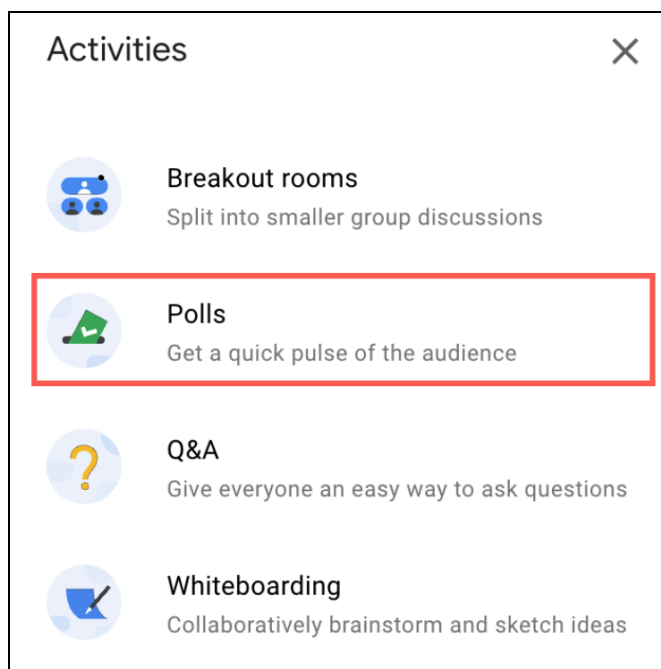 Activities
Breakout rooms
Split into smaller group discussions
Polls
Get a quick pulse of the audience
Q&A
Give everyone an easy way to ask questions
Whiteboarding
Collaboratively brainstorm and sketch ideas